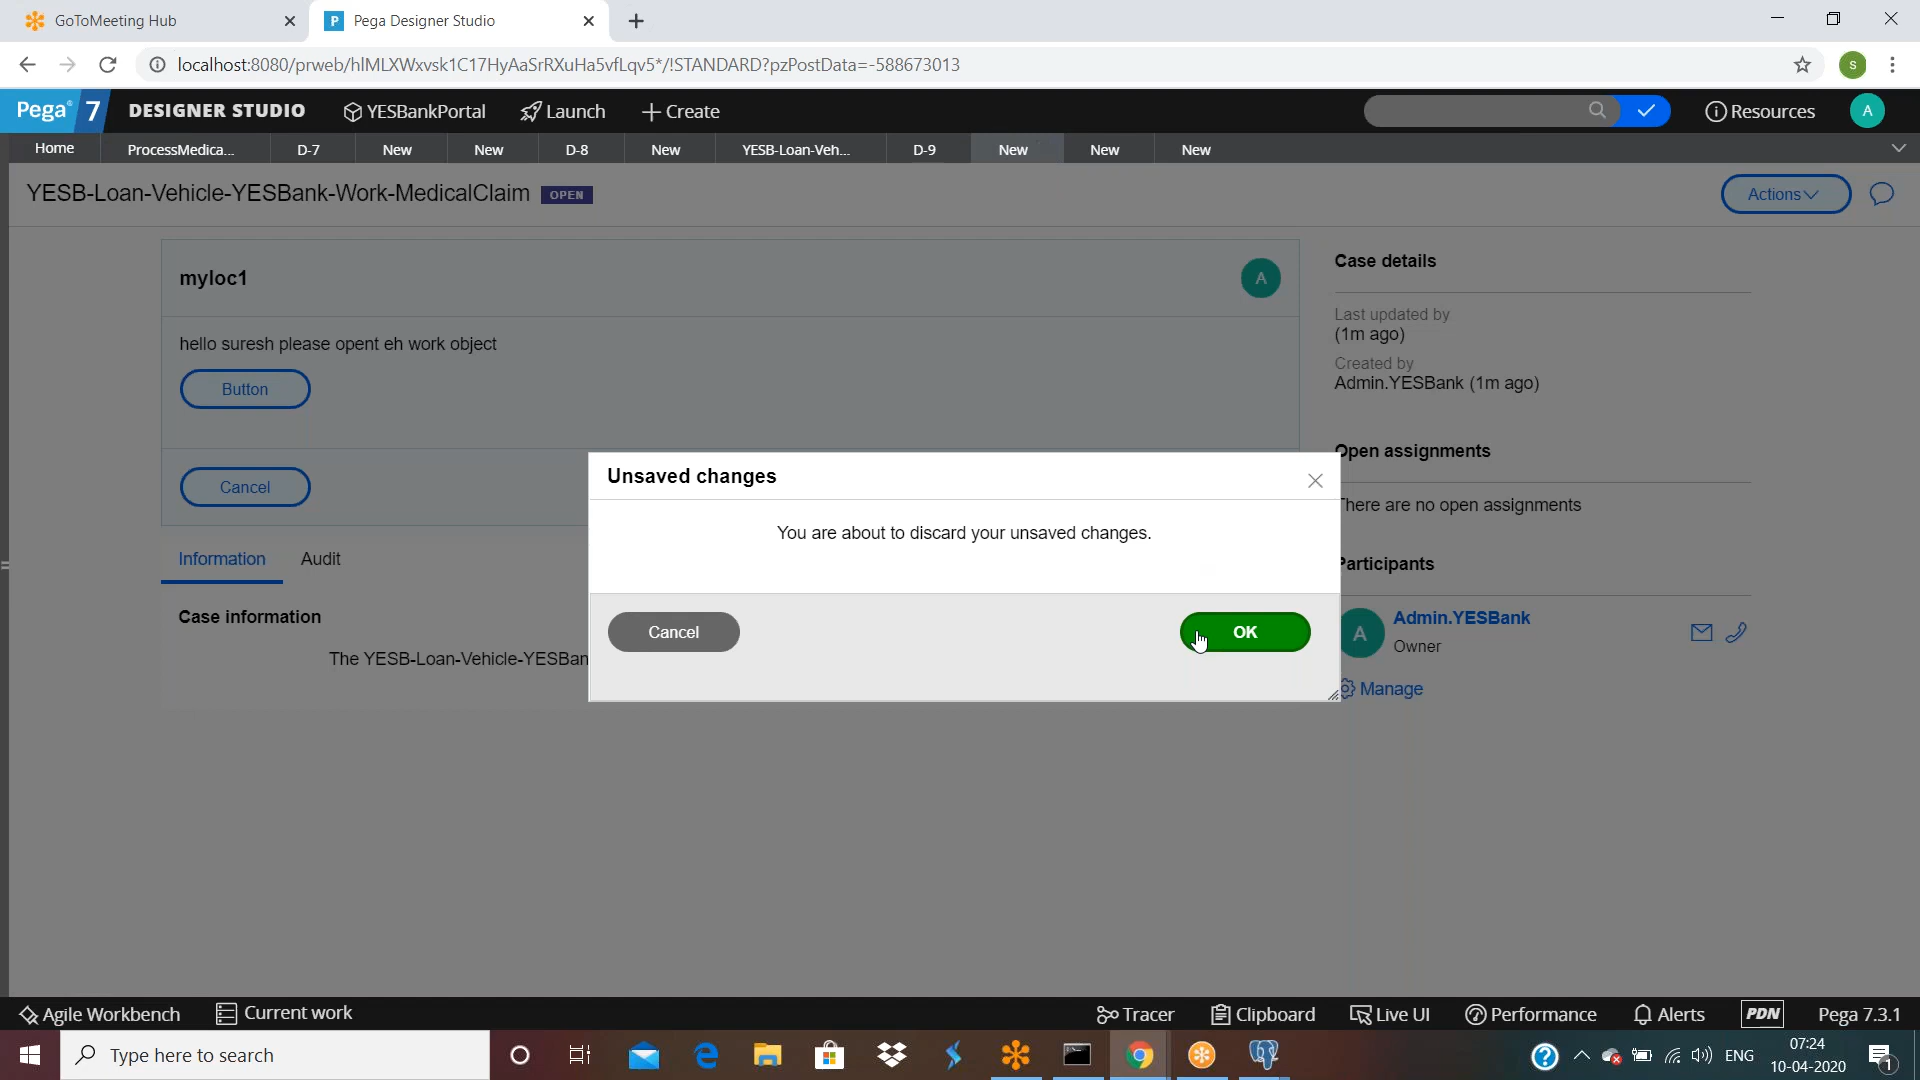 GoToMeeting Hub
P Pega Designer Studio
localhost:8080/prweb/hIMLXWxvsk1C17HyAaSrRXuHa5vfLqv5*/!STANDARD?pzPostData=-588673013
s
Pega 7 DESIGNER STUDIO YESBankPortal Launch Create Resources A
Home ProcessMedica... D-7 New New D-8 New YESB-Loan-Veh... D-9 New New New
YESB-Loan-Vehicle-YESBank-Work-MedicalClaim OPEN
Actions
myloc1
A
hello suresh please opent eh work object
Button
Cancel
Information Audit
Case information
The YESB-Loan-Vehicle-YESBan
Case details
Last updated by
(1m ago)
Created by
Admin.YESBank (1m ago)
Open assignments
There are no open assignments
Participants
A
Admin.YESBank
Owner
Manage
Unsaved changes
You are about to discard your unsaved changes.
Cancel
OK
Agile Workbench Current work Tracer Clipboard Live UI Performance Alerts PDN Pega 7.3.1
Type here to search
ENG
07:24
10-04-2020
1